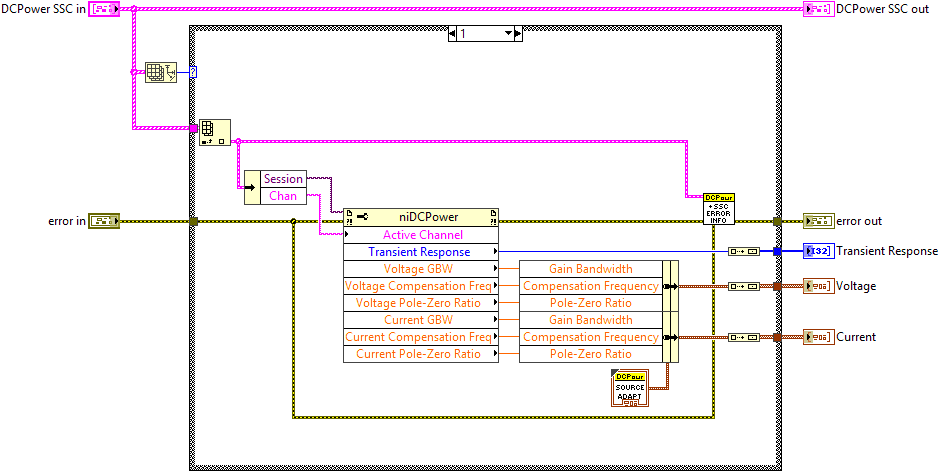 DCPower SSC in
DCPower SSC out
1
?
Session
Chan
error in
niDCPower
Active Channel
Transient Response
Voltage GBW
Voltage Compensation Freq
Voltage Pole-Zero Ratio
Current GBW
Current Compensation Freq
Current Pole-Zero Ratio
Gain Bandwidth
Compensation Frequency
Pole-Zero Ratio
Gain Bandwidth
Compensation Frequency
Pole-Zero Ratio
DCPwr
+SSC
ERROR
INFO
DCPwr
SOURCE
ADAPT
error out
I32
Transient Response
Voltage
Current